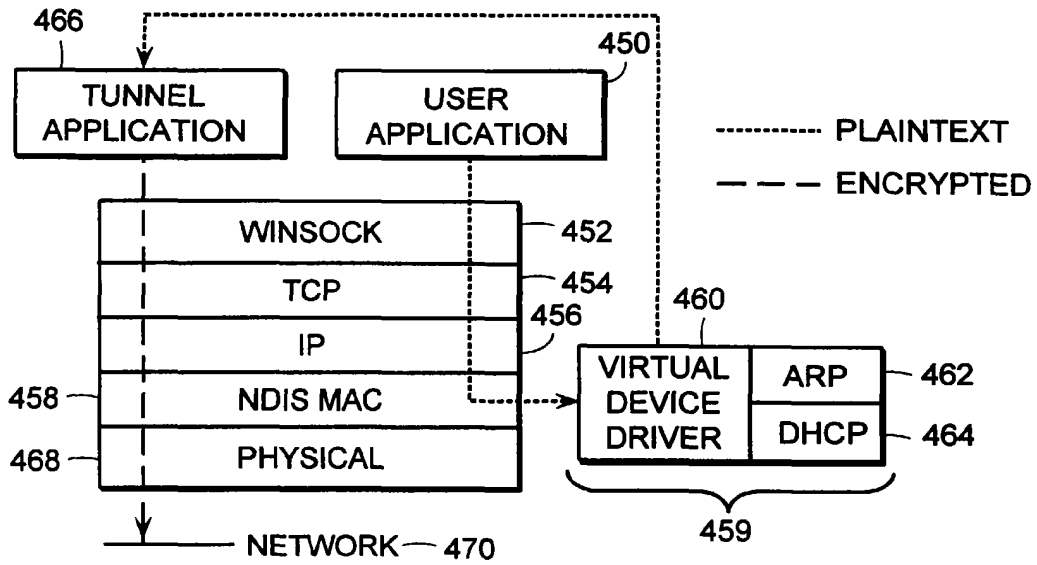 466
450
TUNNEL
APPLICATION
USER
APPLICATION
PLAINTEXT
ENCRYPTED
WINSOCK
452
TCP
454
IP
456
NDIS MAC
458
PHYSICAL
468
460
VIRTUAL
DEVICE
DRIVER
ARP
462
DHCP
464
459
NETWORK
470